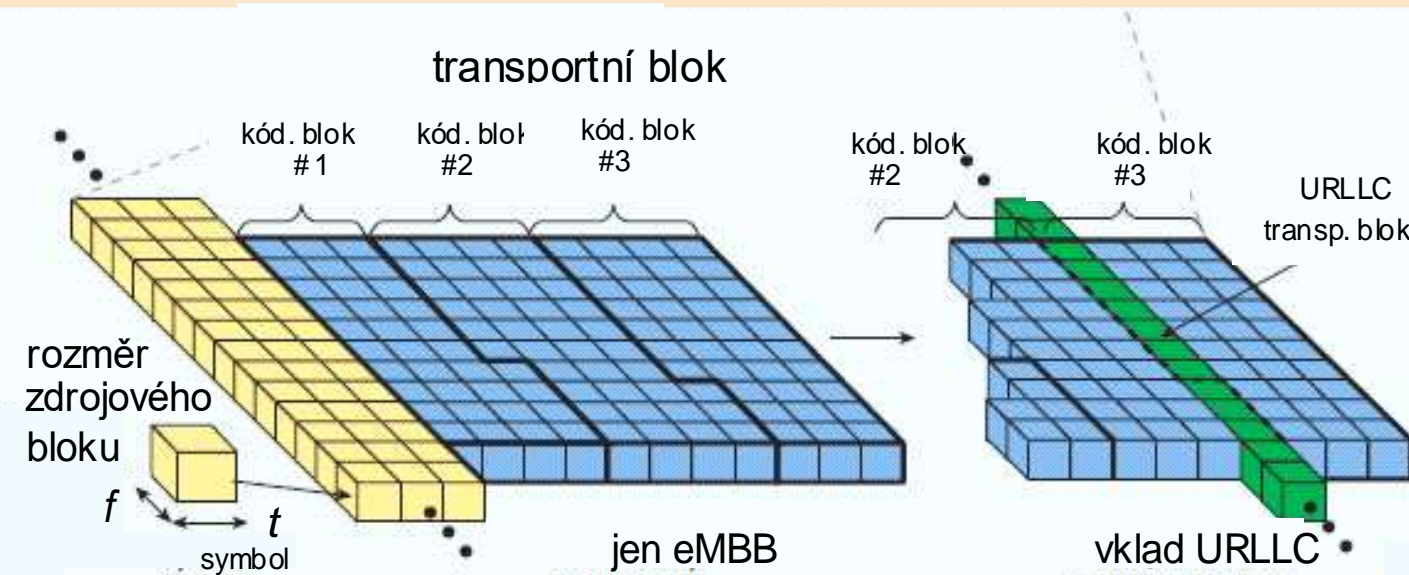 transportní blok
kód. blok
#1
kód. blok
#2
kód. blok
#3
kód. blok
#2
kód. blok
#3
URLLC
transp. blok
rozměr
zdrojového
bloku
f
t
symbol
jen eMBB
vklad URLLC